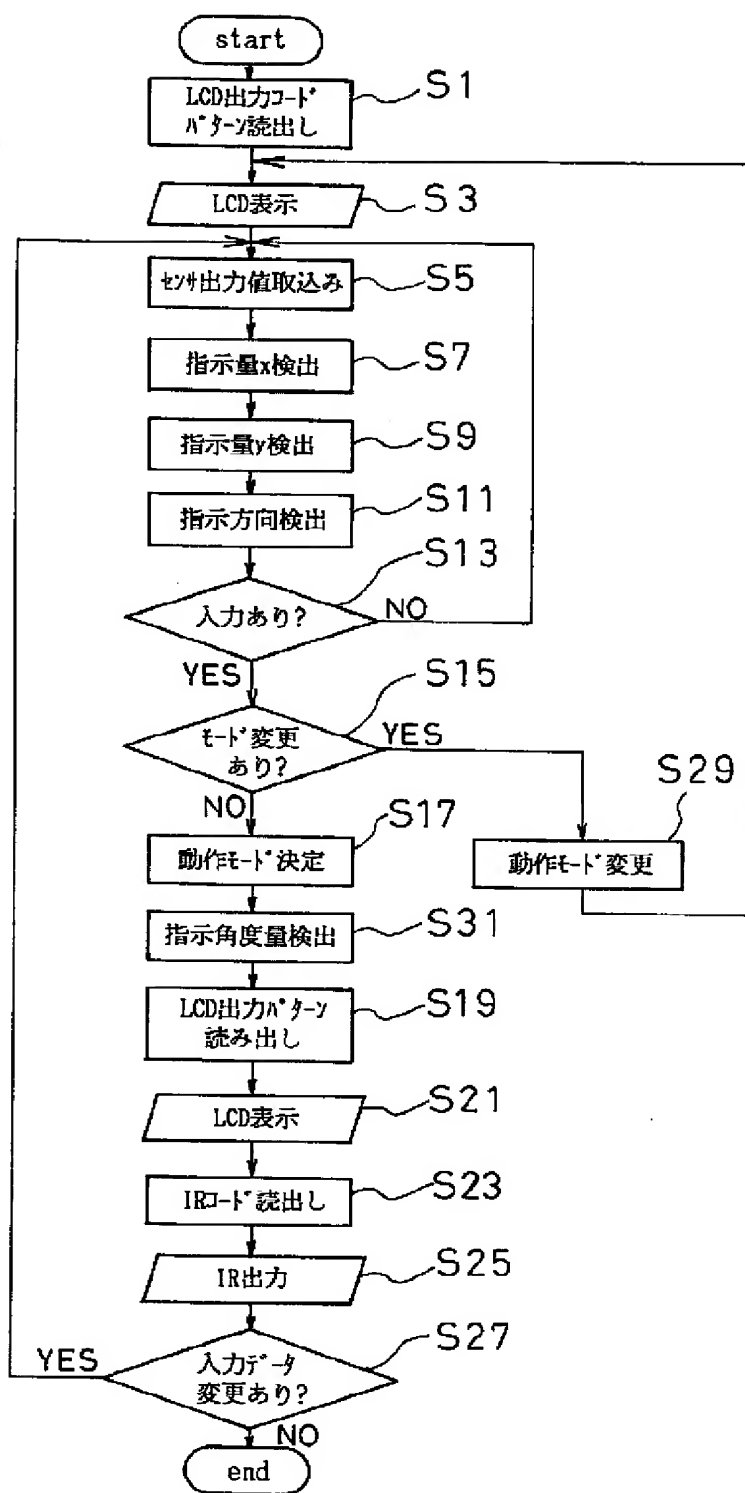 start
LCD出力コード
パターン読出し
S1
LCD表示
S3
センサ出力値取込み
S5
指示量x検出
S7
指示量y検出
S9
指示方向検出
S11
入力あり?
S13
NO
YES
モード変更
あり?
S15
YES
NO
動作モード決定
S17
動作モード変更
S29
指示角度量検出
S31
LCD出力パターン
読み出し
S19
LCD表示
S21
IRコード読出し
S23
IR出力
S25
入力データ
変更あり?
S27
YES
NO
end